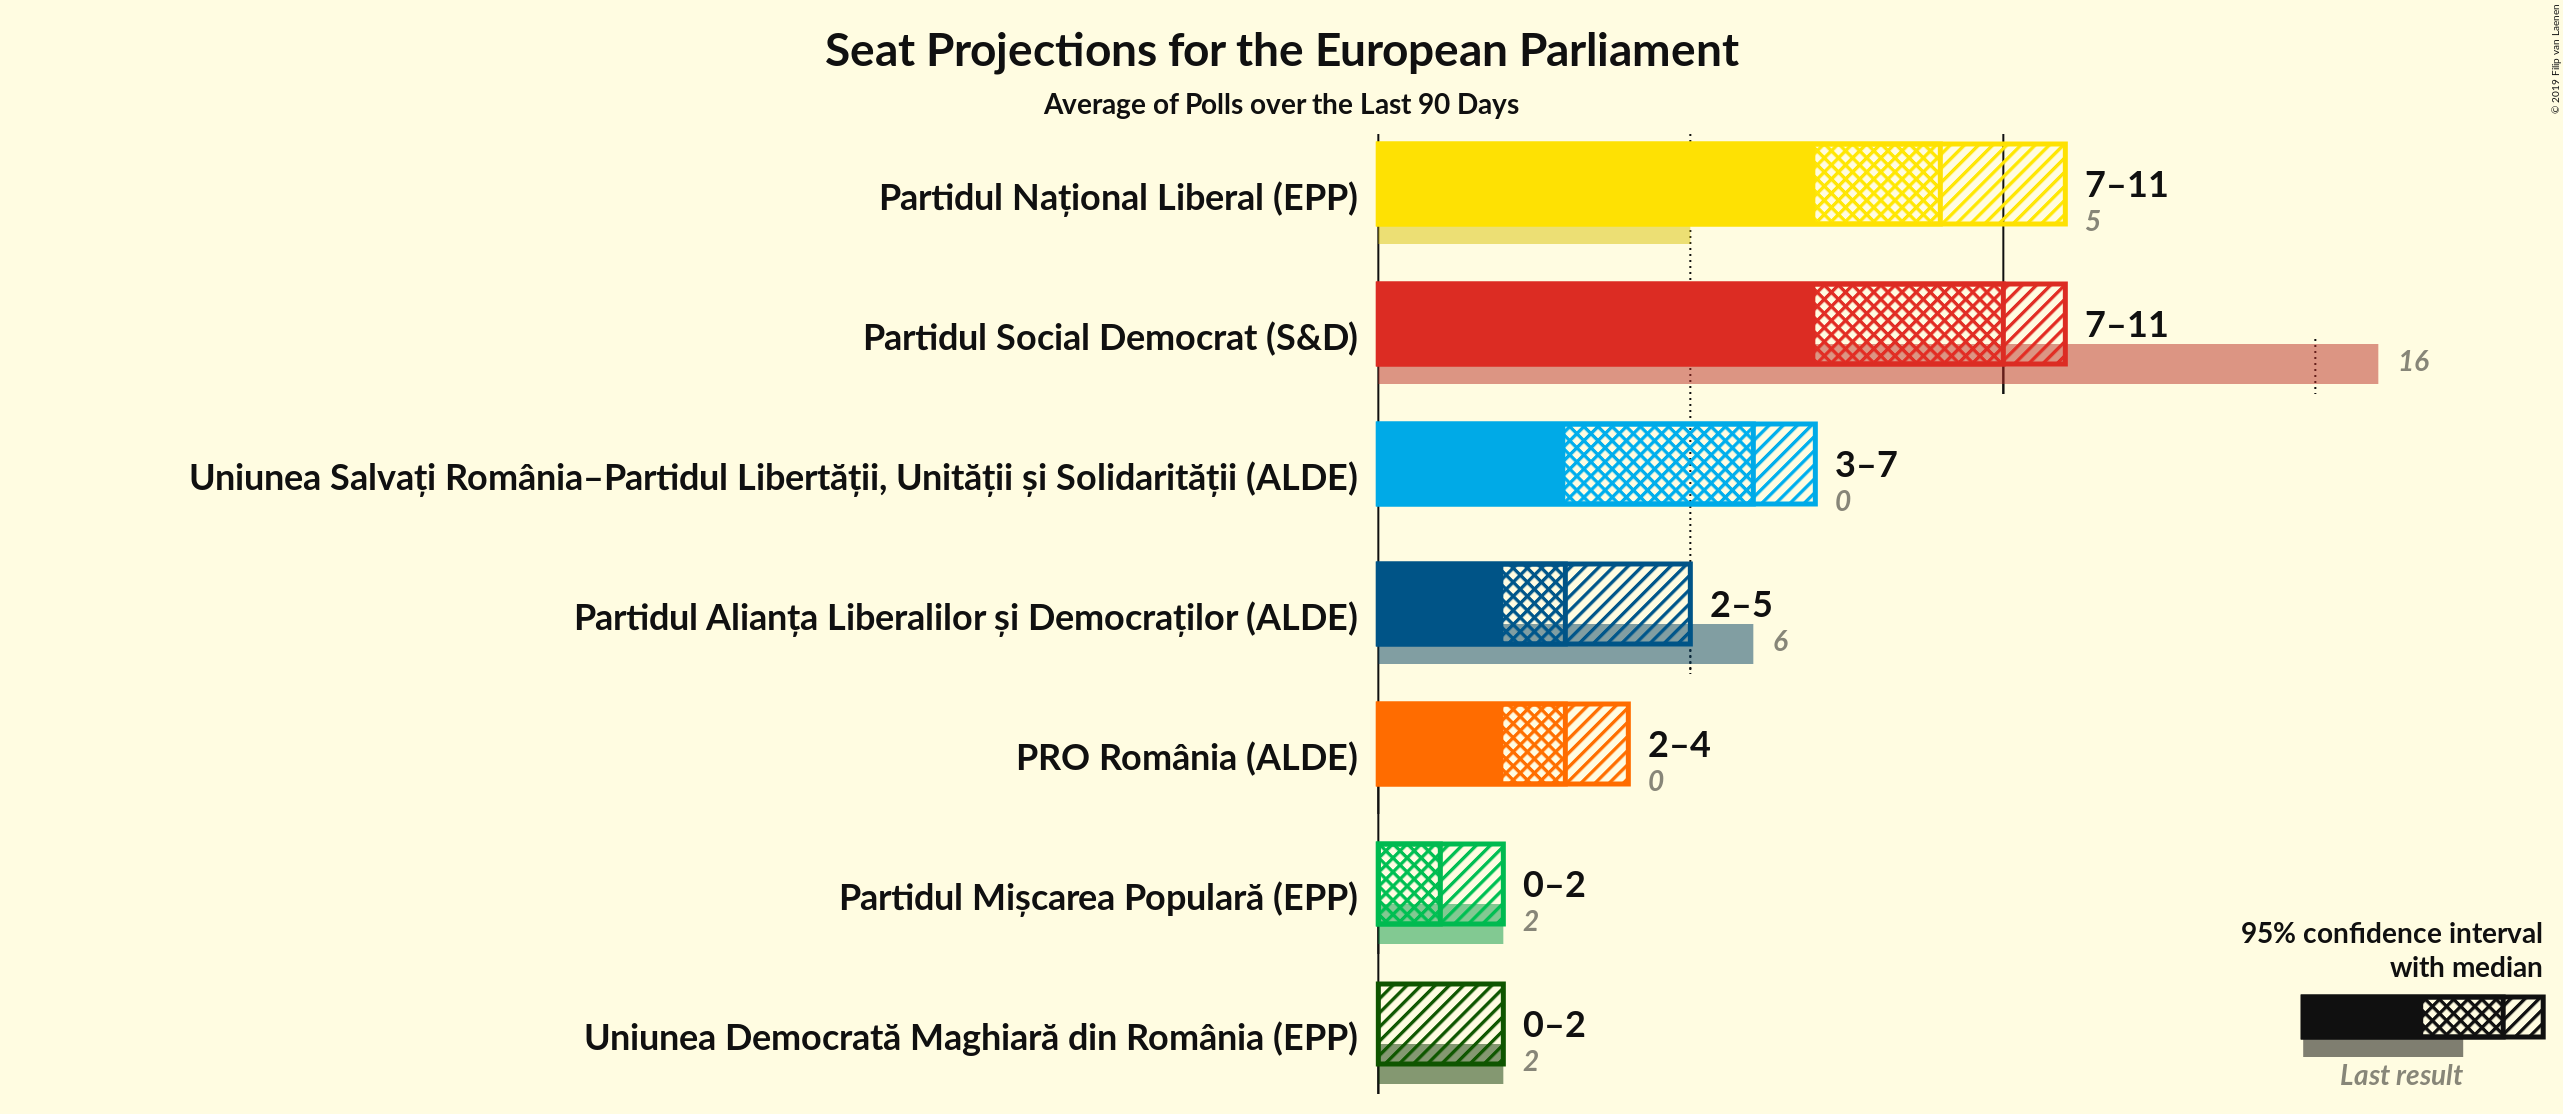 Seat Projections for the European Parliament
Average of Polls over the Last 90 Days
© 2019 Filip van Laenen
Partidul Național Liberal (EPP)
7–11
5
Partidul Social Democrat (S&D)
7–11
16
Uniunea Salvați România–Partidul Libertății, Unității și Solidarității (ALDE)
3–7
0
Partidul Alianța Liberalilor și Democraților (ALDE)
2–5
6
PRO România (ALDE)
2–4
0
Partidul Mișcarea Populară (EPP)
0–2
2
Uniunea Democrată Maghiară din România (EPP)
0–2
2
95% confidence interval
with median
Last result